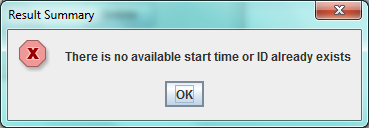 Result Summary
There is no available start time or ID already exists
OK